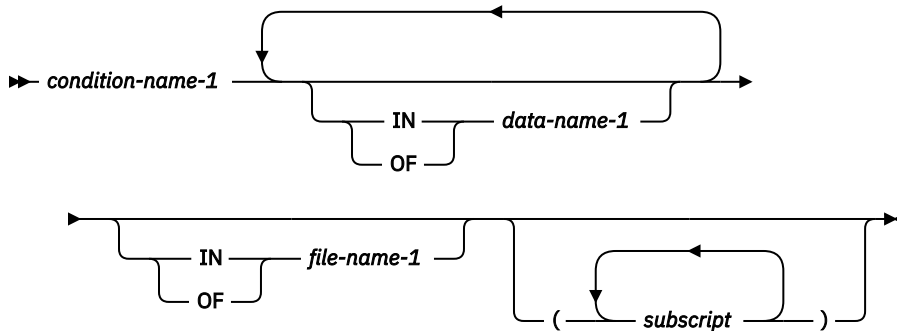 condition-name-1
IN data-name-1
OF
IN file-name-1
OF
( subscript )